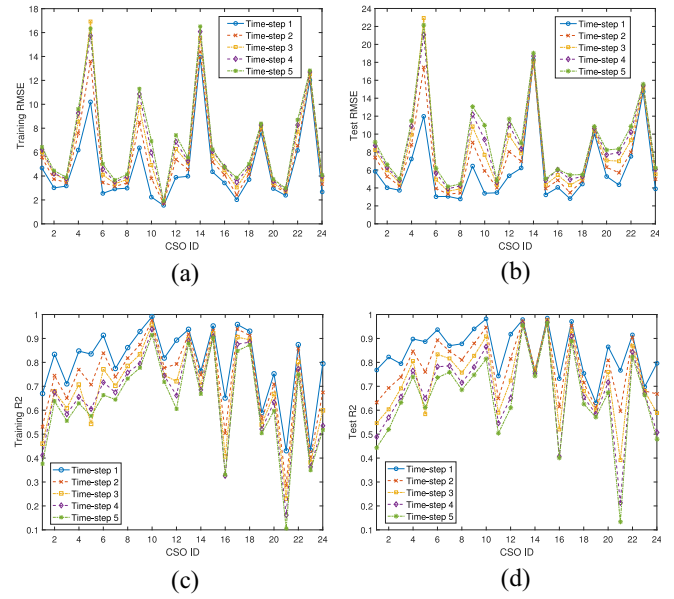 18
16
14
12
10
8
6
4
2
0
Training RMSE
2 4 6 8 10 12 14 16 18 20 22 24
CSO ID
Time-step 1
Time-step 2
Time-step 3
Time-step 4
Time-step 5
(a)
24
22
20
18
16
14
12
10
8
6
4
2
0
Test RMSE
2 4 6 8 10 12 14 16 18 20 22 24
CSO ID
Time-step 1
Time-step 2
Time-step 3
Time-step 4
Time-step 5
(b)
1
0.9
0.8
0.7
0.6
0.5
0.4
0.3
0.2
0.1
Training R2
2 4 6 8 10 12 14 16 18 20 22 24
CSO ID
Time-step 1
Time-step 2
Time-step 3
Time-step 4
Time-step 5
(c)
1
0.9
0.8
0.7
0.6
0.5
0.4
0.3
0.2
0.1
Test R2
2 4 6 8 10 12 14 16 18 20 22 24
CSO ID
Time-step 1
Time-step 2
Time-step 3
Time-step 4
Time-step 5
(d)